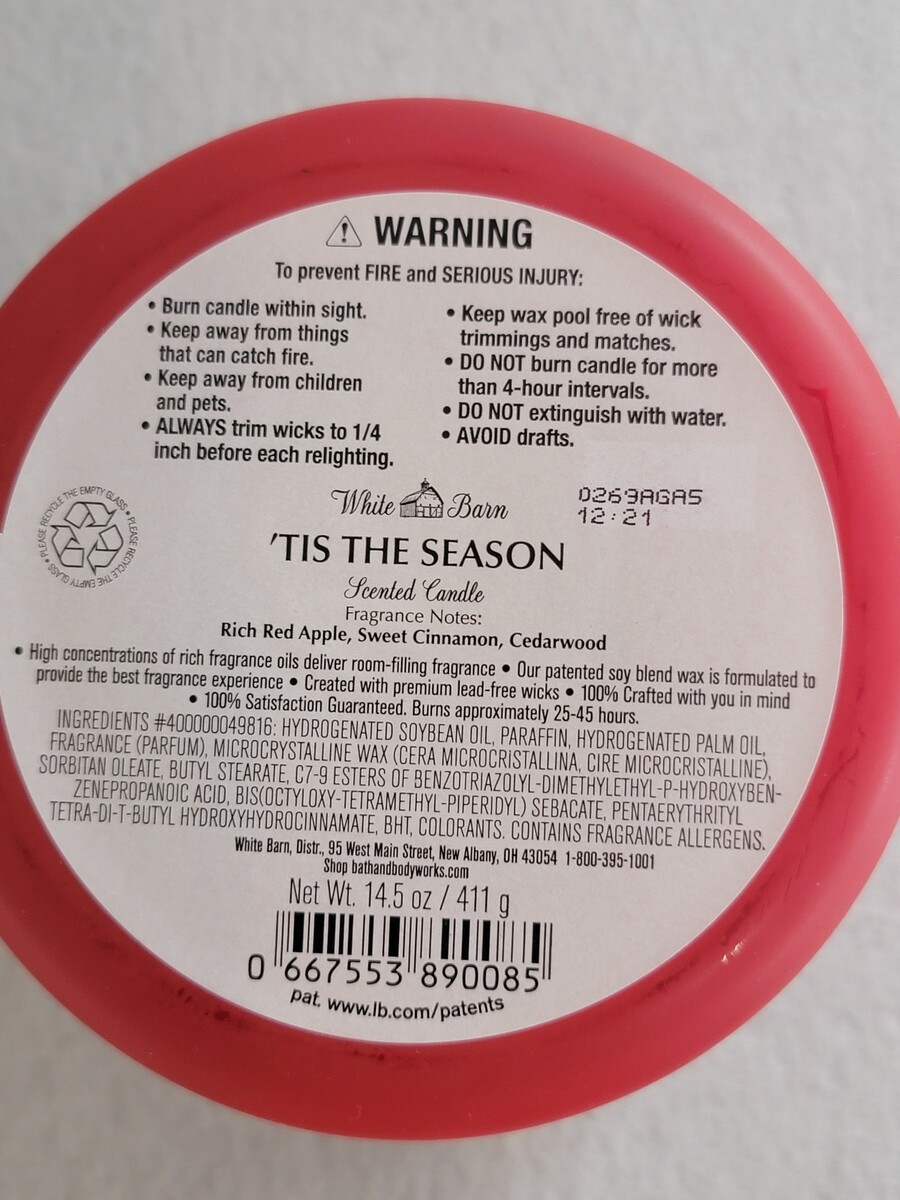 WARNING
To prevent FIRE and SERIOUS INJURY:
• Burn candle within sight.
• Keep away from things
that can catch fire.
• Keep away from children
and pets.
• ALWAYS trim wicks to 1/4
inch before each relighting.
• Keep wax pool free of wick
trimmings and matches.
• DO NOT burn candle for more
than 4-hour intervals.
• DO NOT extinguish with water.
• AVOID drafts.
PLEASE RECYCLE THE EMPTY GLASS • PLEASE RECYCLE THE EMPTY GLASS •
White Barn
0269AGA5
12:21
'TIS THE SEASON
Scented Candle
Fragrance Notes:
Rich Red Apple, Sweet Cinnamon, Cedarwood
• High concentrations of rich fragrance oils deliver room-filling fragrance • Our patented soy blend wax is formulated to
provide the best fragrance experience • Created with premium lead-free wicks • 100% Crafted with you in mind
• 100% Satisfaction Guaranteed. Burns approximately 25-45 hours.
INGREDIENTS #400000049816: HYDROGENATED SOYBEAN OIL, PARAFFIN, HYDROGENATED PALM OIL,
FRAGRANCE (PARFUM), MICROCRYSTALLINE WAX (CERA MICROCRISTALLINA, CIRE MICROCRISTALLINE),
SORBITAN OLEATE, BUTYL STEARATE, C7-9 ESTERS OF BENZOTRIAZOLYL-DIMETHYLETHYL-P-HYDROXYBEN-
ZENEPROPANOIC ACID, BIS(OCTYLOXY-TETRAMETHYL-PIPERIDYL) SEBACATE, PENTAERYTHRITYL
TETRA-DI-T-BUTYL HYDROXYHYDROCINNAMATE, BHT, COLORANTS. CONTAINS FRAGRANCE ALLERGENS.
White Barn, Distr., 95 West Main Street, New Albany, OH 43054 1-800-395-1001
Shop bathandbodyworks.com
Net Wt. 14.5 oz / 411 g
0 667553 890085
pat. www.lb.com/patents